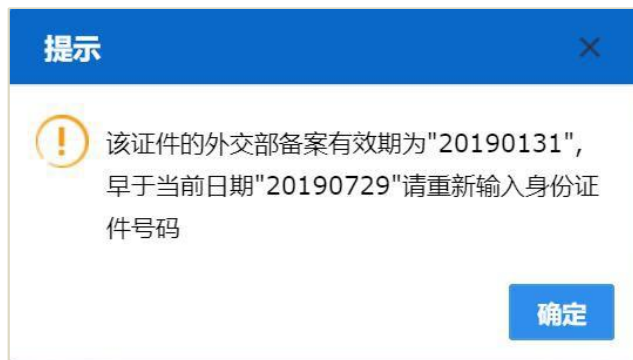 提示
该证件的外交部备案有效期为"20190131",
早于当前日期"20190729"请重新输入身份证
件号码
确定